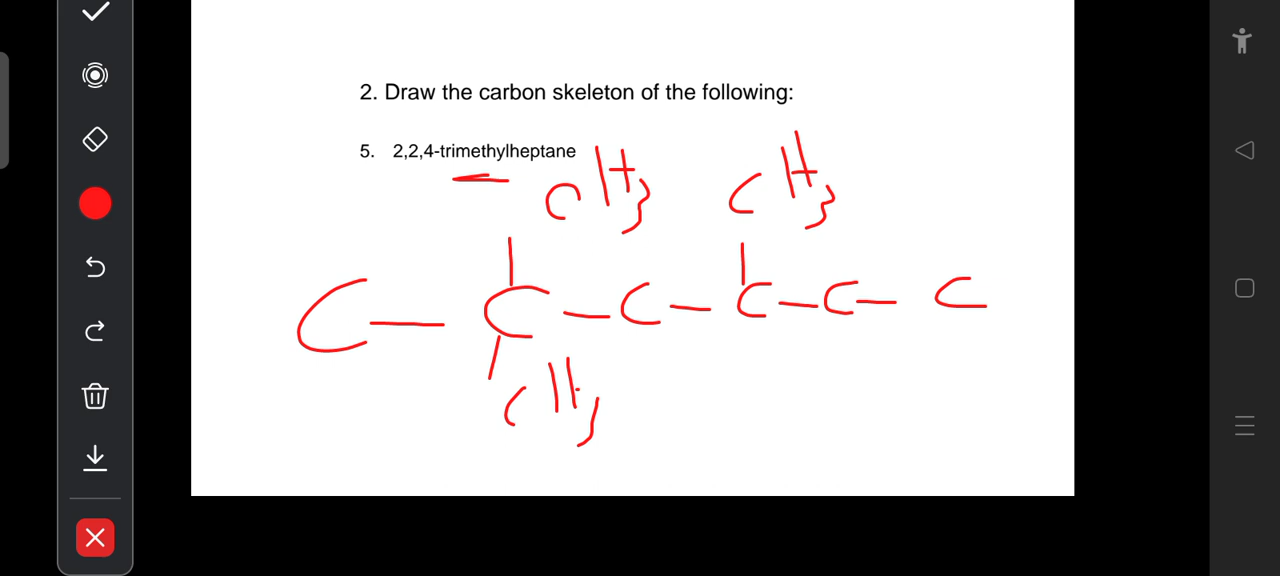 2. Draw the carbon skeleton of the following:
5. 2,2,4-trimethylheptane
CH3 CH3
C — C — C — C — C — C
CH3